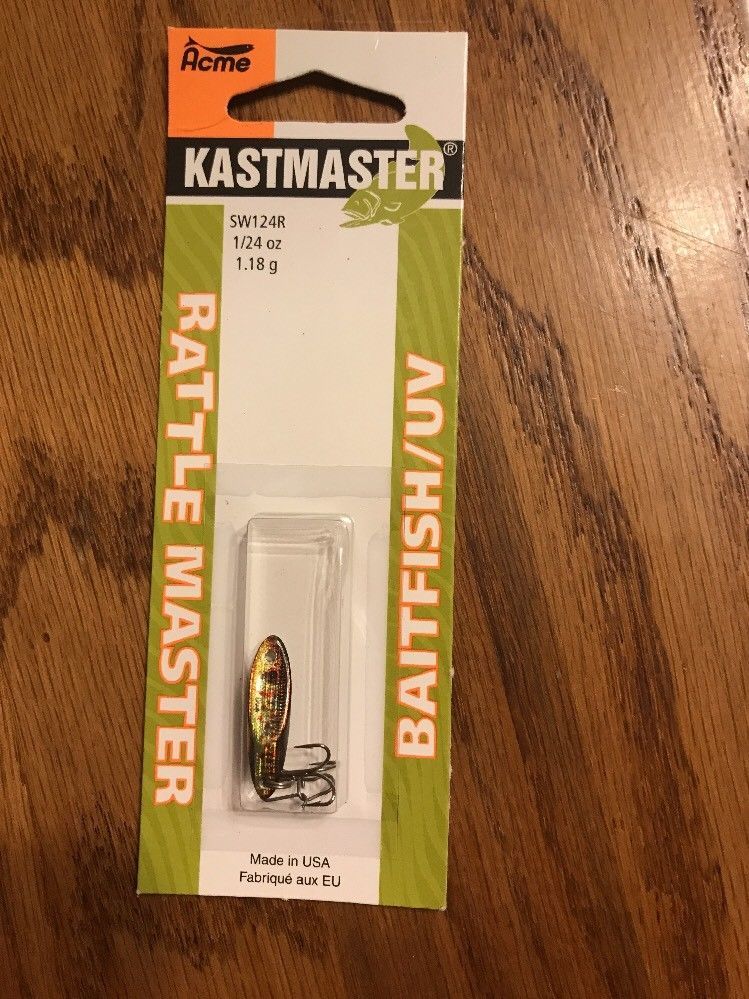 Acme
KASTMASTER®
SW124R
1/24 oz
1.18 g
RATTLE MASTER
BAITFISH/UV
Made in USA
Fabriqué aux EU